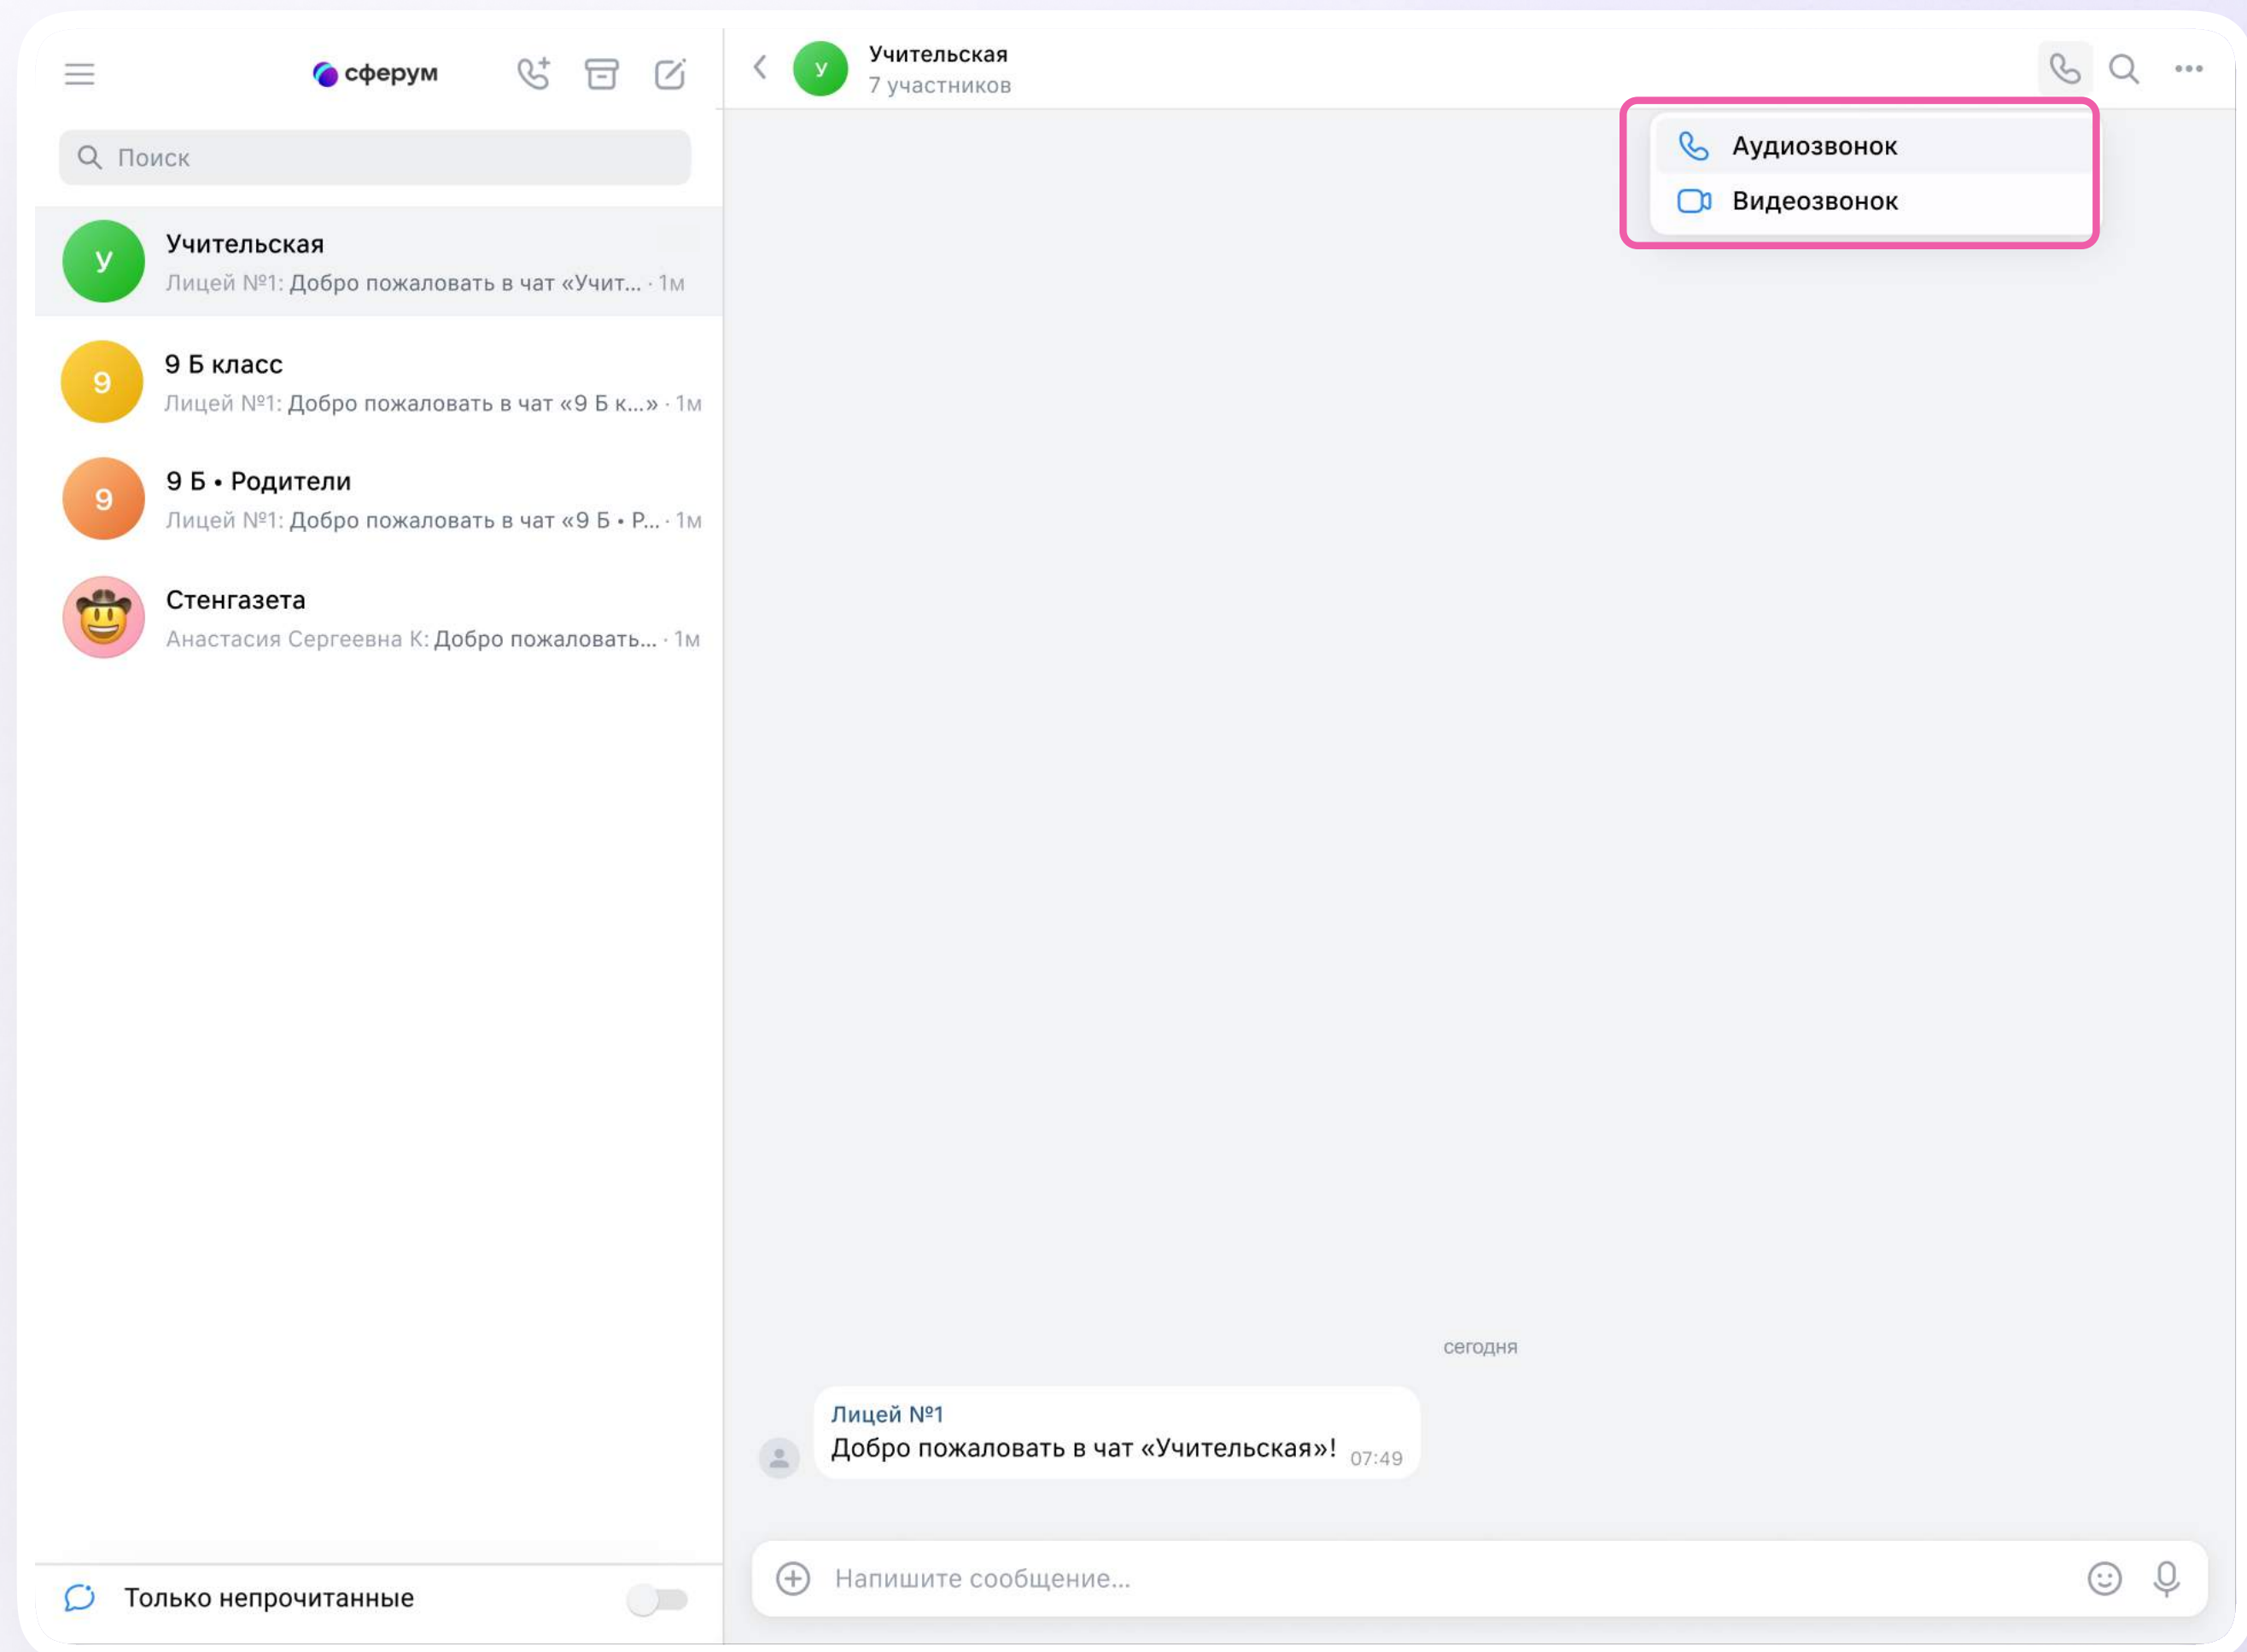 сферум
Поиск
У
Учительская
Лицей №1: Добро пожаловать в чат «Учит... · 1м
9
9 Б класс
Лицей №1: Добро пожаловать в чат «9 Б к...» · 1м
9
9 Б • Родители
Лицей №1: Добро пожаловать в чат «9 Б • Р... · 1м
Стенгазета
Анастасия Сергеевна К: Добро пожаловать... · 1м
Только непрочитанные
У
Учительская
7 участников
Аудиозвонок
Видеозвонок
сегодня
Лицей №1
Добро пожаловать в чат «Учительская»! 07:49
Напишите сообщение...